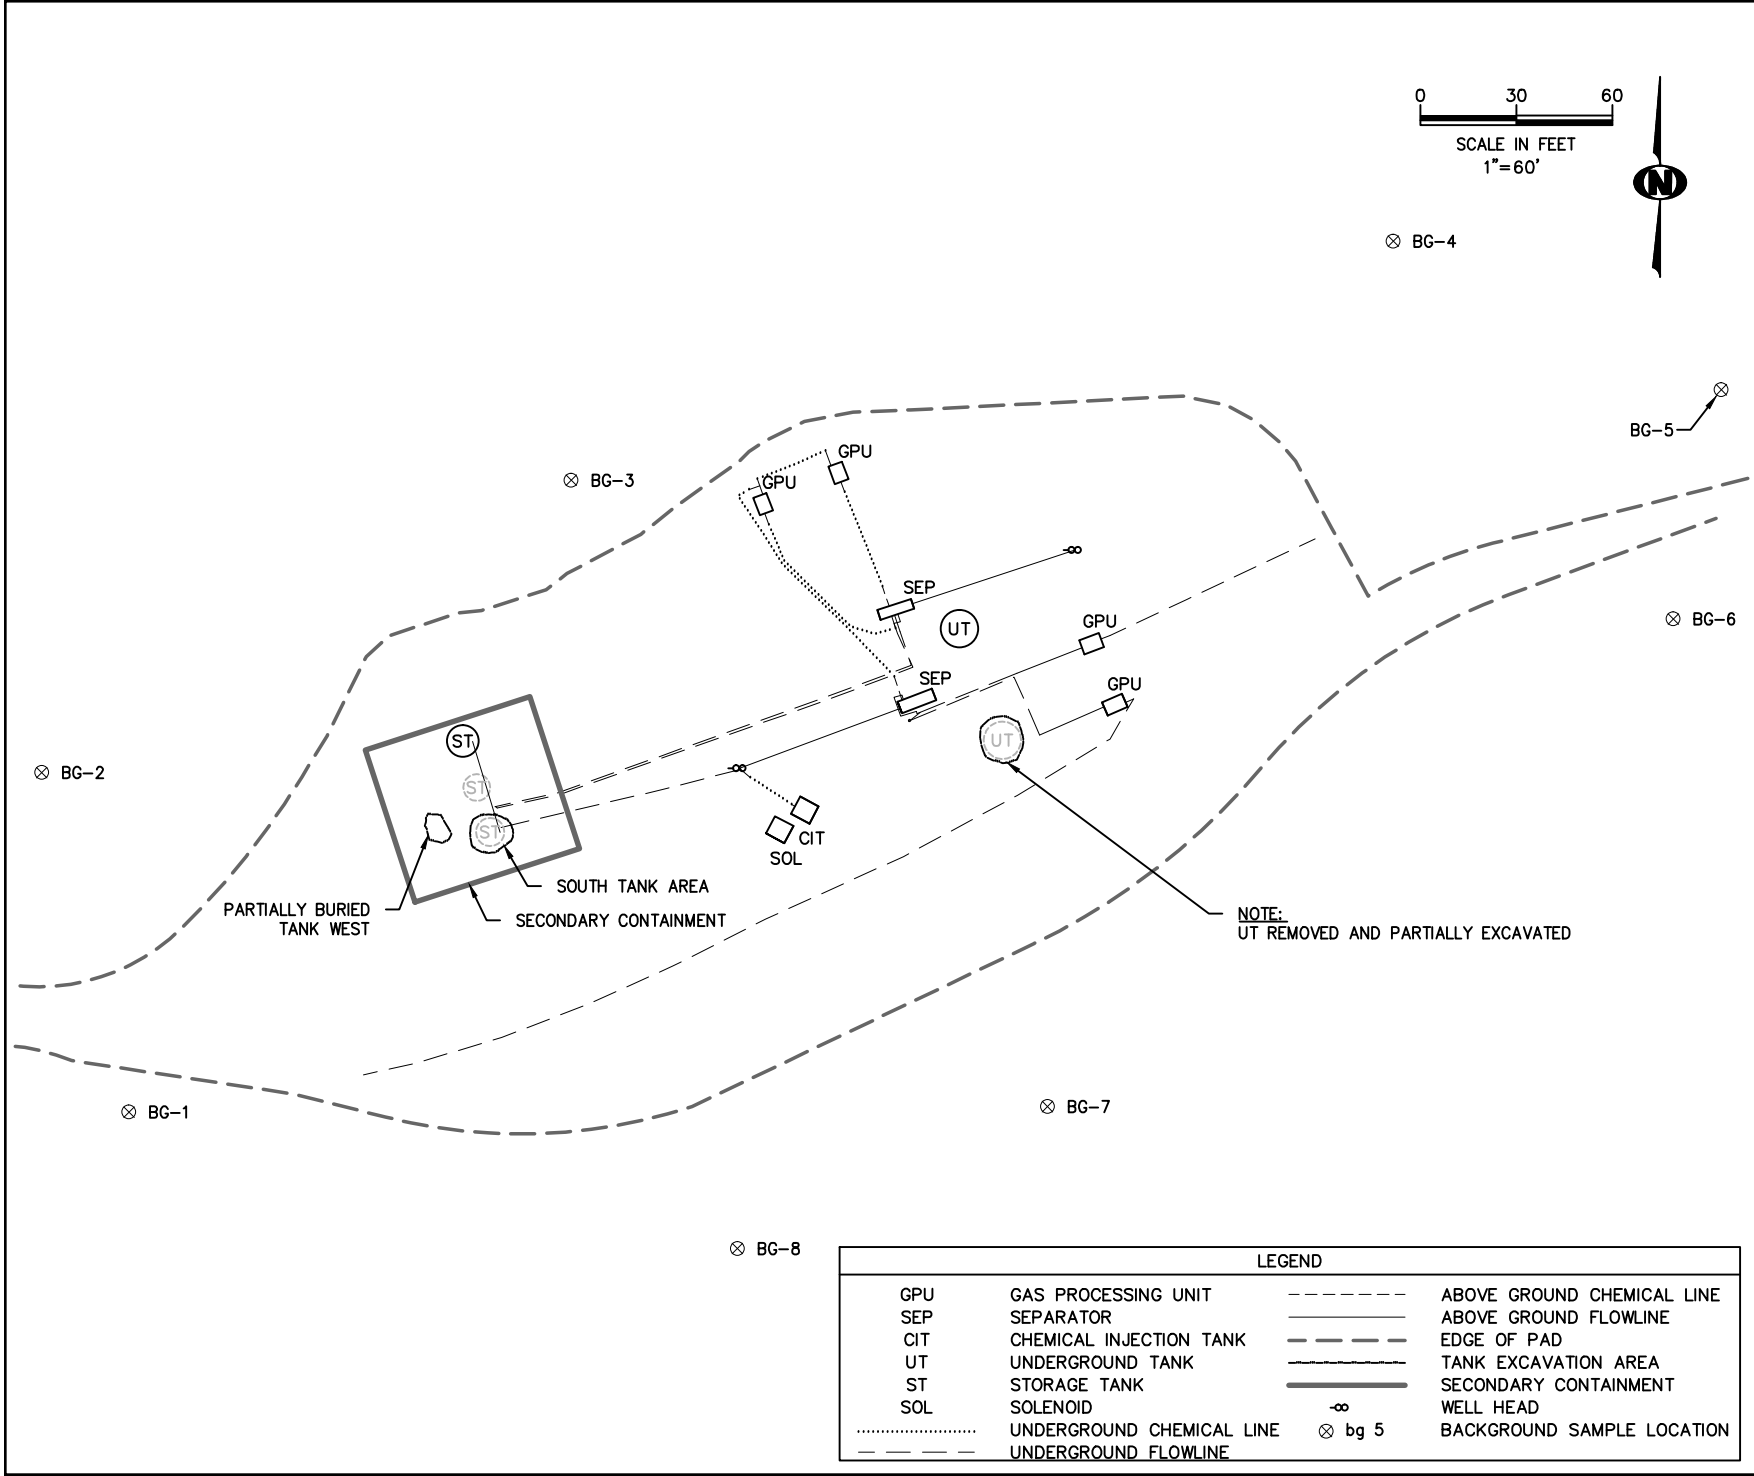 0 30 60
SCALE IN FEET
1"=60'
N
BG-4
BG-5
BG-3
GPU
GPU
SEP
UT
GPU
BG-6
SEP
GPU
ST
UT
BG-2
ST
ST
CIT
SOL
SOUTH TANK AREA
PARTIALLY BURIED
TANK WEST
SECONDARY CONTAINMENT
NOTE:
UT REMOVED AND PARTIALLY EXCAVATED
BG-1
BG-7
BG-8
LEGEND
GPU GAS PROCESSING UNIT ABOVE GROUND CHEMICAL LINE
SEP SEPARATOR ABOVE GROUND FLOWLINE
CIT CHEMICAL INJECTION TANK EDGE OF PAD
UT UNDERGROUND TANK TANK EXCAVATION AREA
ST STORAGE TANK SECONDARY CONTAINMENT
SOL SOLENOID WELL HEAD
UNDERGROUND CHEMICAL LINE bg 5 BACKGROUND SAMPLE LOCATION
UNDERGROUND FLOWLINE